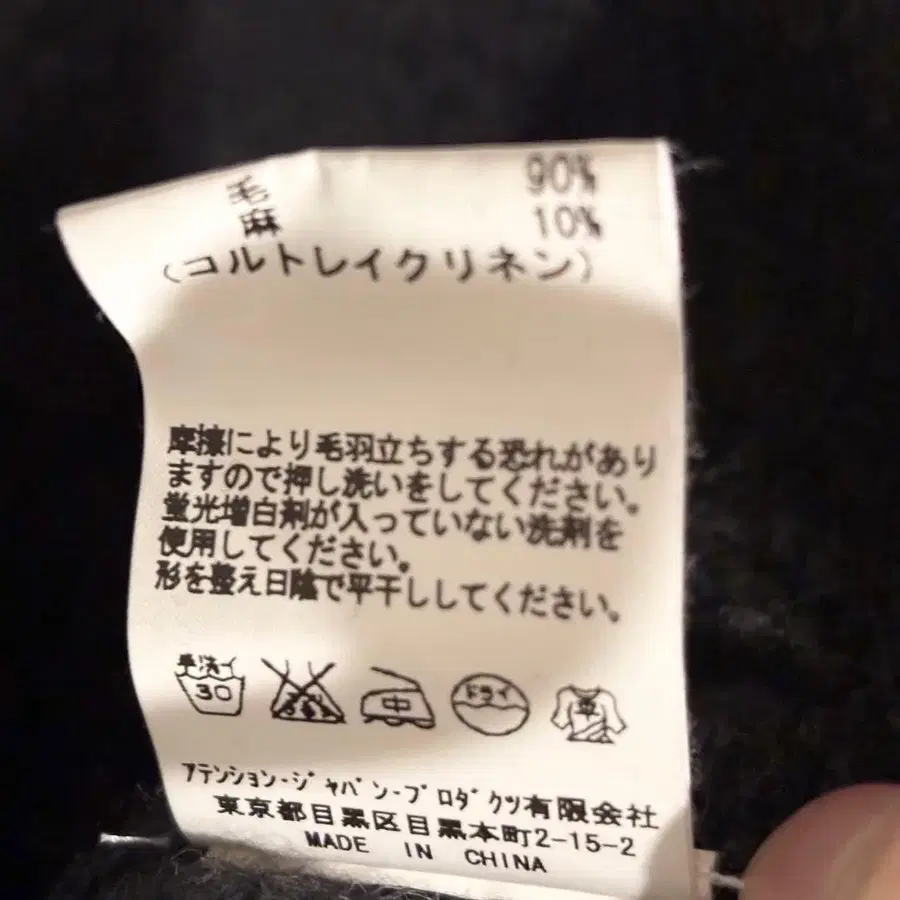 毛 90%
麻 10%
(コルトレイクリネン)
摩擦により毛羽立ちする恐れがあり
ますので押し洗いをしてください。
蛍光増白剤が入っていない洗剤を
使用してください。
形を整え日陰で平干ししてください。
手洗イ 30 中 ドライ 平
アテンション-ジャパン-プロダクツ有限会社
東京都目黒区目黒本町2-15-2
MADE IN CHINA